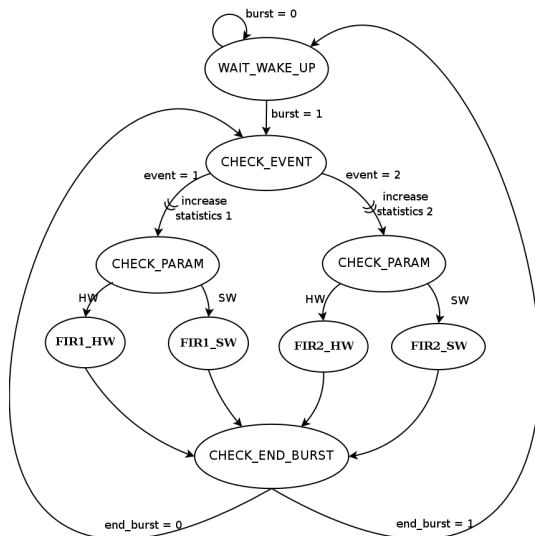 burst = 0
WAIT_WAKE_UP
burst = 1
CHECK_EVENT
event = 1
event = 2
increase
statistics 1
increase
statistics 2
CHECK_PARAM
CHECK_PARAM
HW
SW
HW
SW
FIR1_HW
FIR1_SW
FIR2_HW
FIR2_SW
CHECK_END_BURST
end_burst = 0
end_burst = 1